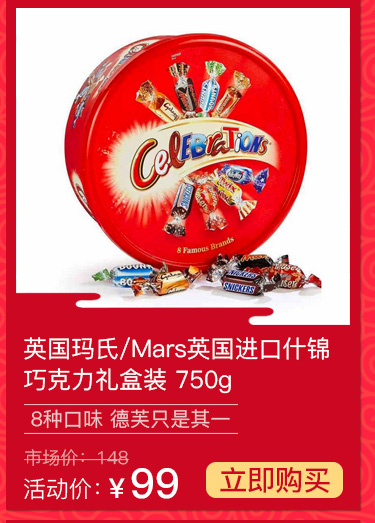 CELEBRATIONS
8 Famous Brands
SNICKERS
英国玛氏/Mars英国进口什锦
巧克力礼盒装 750g
8种口味 德芙只是其一
市场价：148
活动价：¥99
立即购买